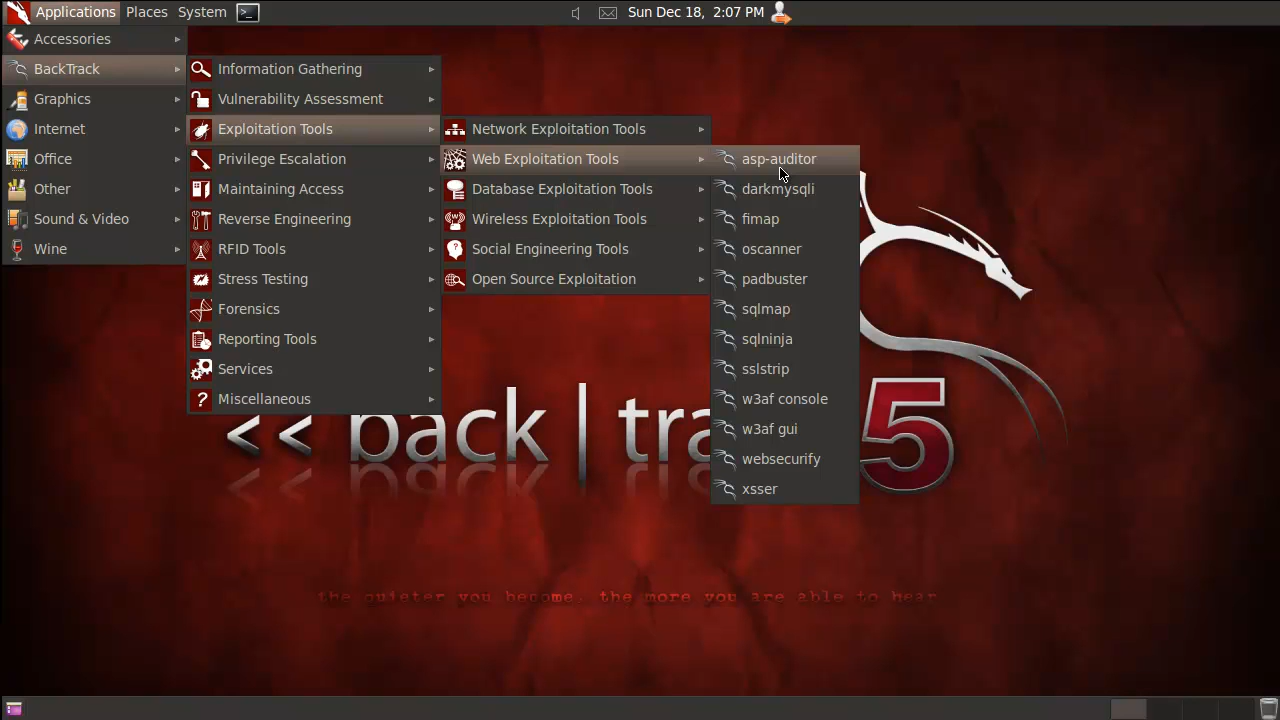 Applications Places System Sun Dec 18, 2:07 PM
Accessories
BackTrack
Graphics
Internet
Office
Other
Sound & Video
Wine
Information Gathering
Vulnerability Assessment
Exploitation Tools
Privilege Escalation
Maintaining Access
Reverse Engineering
RFID Tools
Stress Testing
Forensics
Reporting Tools
Services
Miscellaneous
Network Exploitation Tools
Web Exploitation Tools
Database Exploitation Tools
Wireless Exploitation Tools
Social Engineering Tools
Open Source Exploitation
asp-auditor
darkmysqli
fimap
oscanner
padbuster
sqlmap
sqlninja
sslstrip
w3af console
w3af gui
websecurify
xsser
<< back | tra 5
the quieter you become, the more you are able to hear